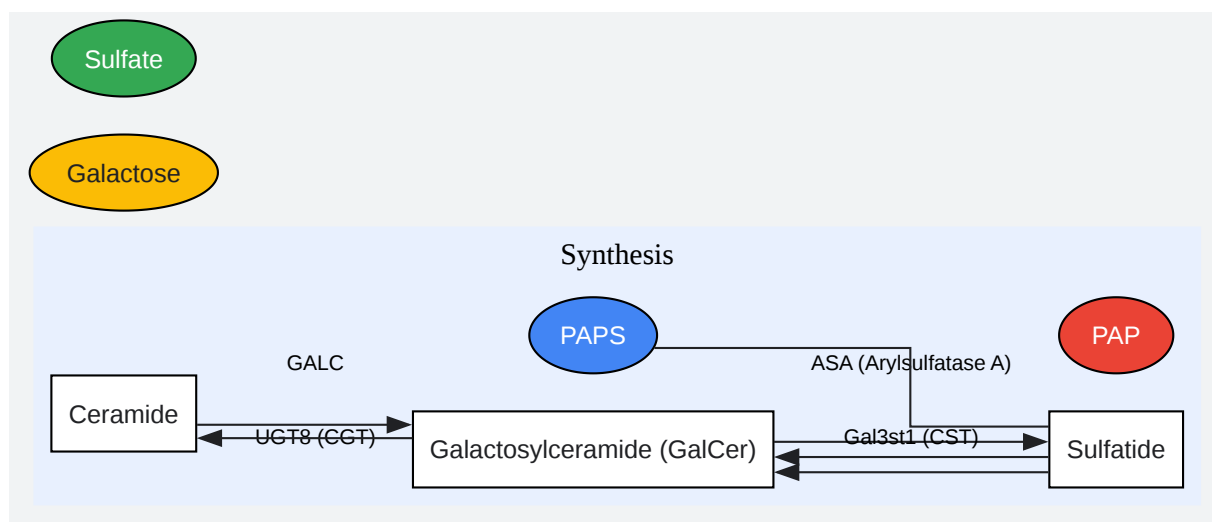 Sulfate
Galactose
Synthesis
PAPS
PAP
GALC
ASA (Arylsulfatase A)
Ceramide
UGT8 (CGT)
Gal3st1 (CST)
Galactosylceramide (GalCer)
Sulfatide